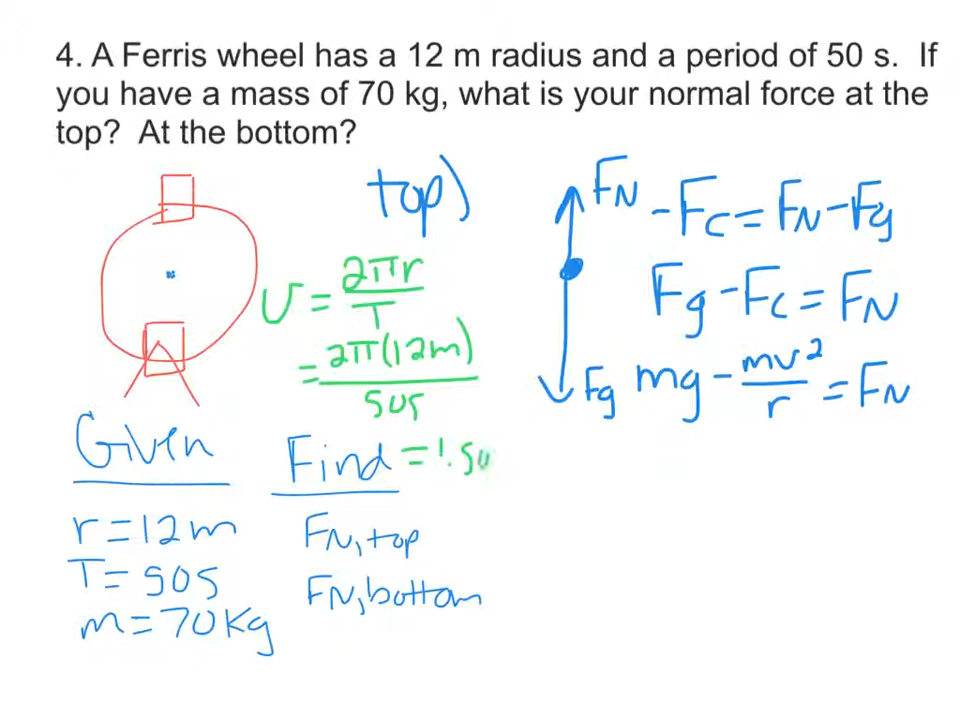 4. A Ferris wheel has a 12 m radius and a period of 50 s. If
you have a mass of 70 kg, what is your normal force at the
top? At the bottom?
top)
v = 2πr / T
= 2π(12m) / 50s
= 1.50
FN
Fg
-Fc = FN - Fg
Fg - Fc = FN
mg - mv² / r = FN
Given
r = 12m
T = 50s
m = 70Kg
Find
FN, top
FN, bottom